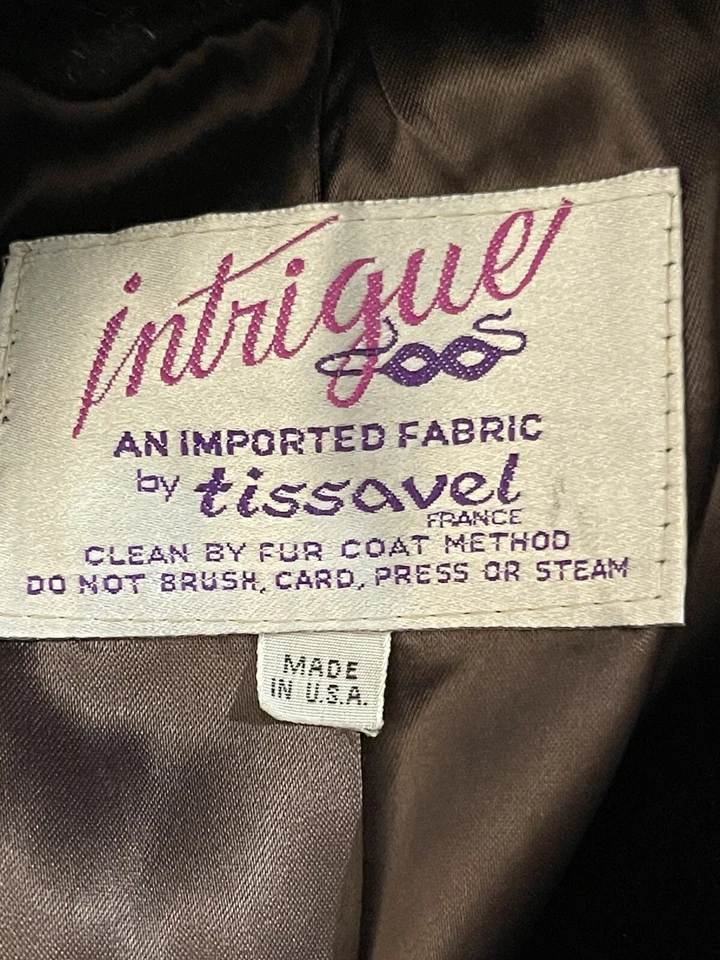 intrigue
AN IMPORTED FABRIC
by tissavel
FRANCE
CLEAN BY FUR COAT METHOD
DO NOT BRUSH, CARD, PRESS OR STEAM
MADE
IN U.S.A.